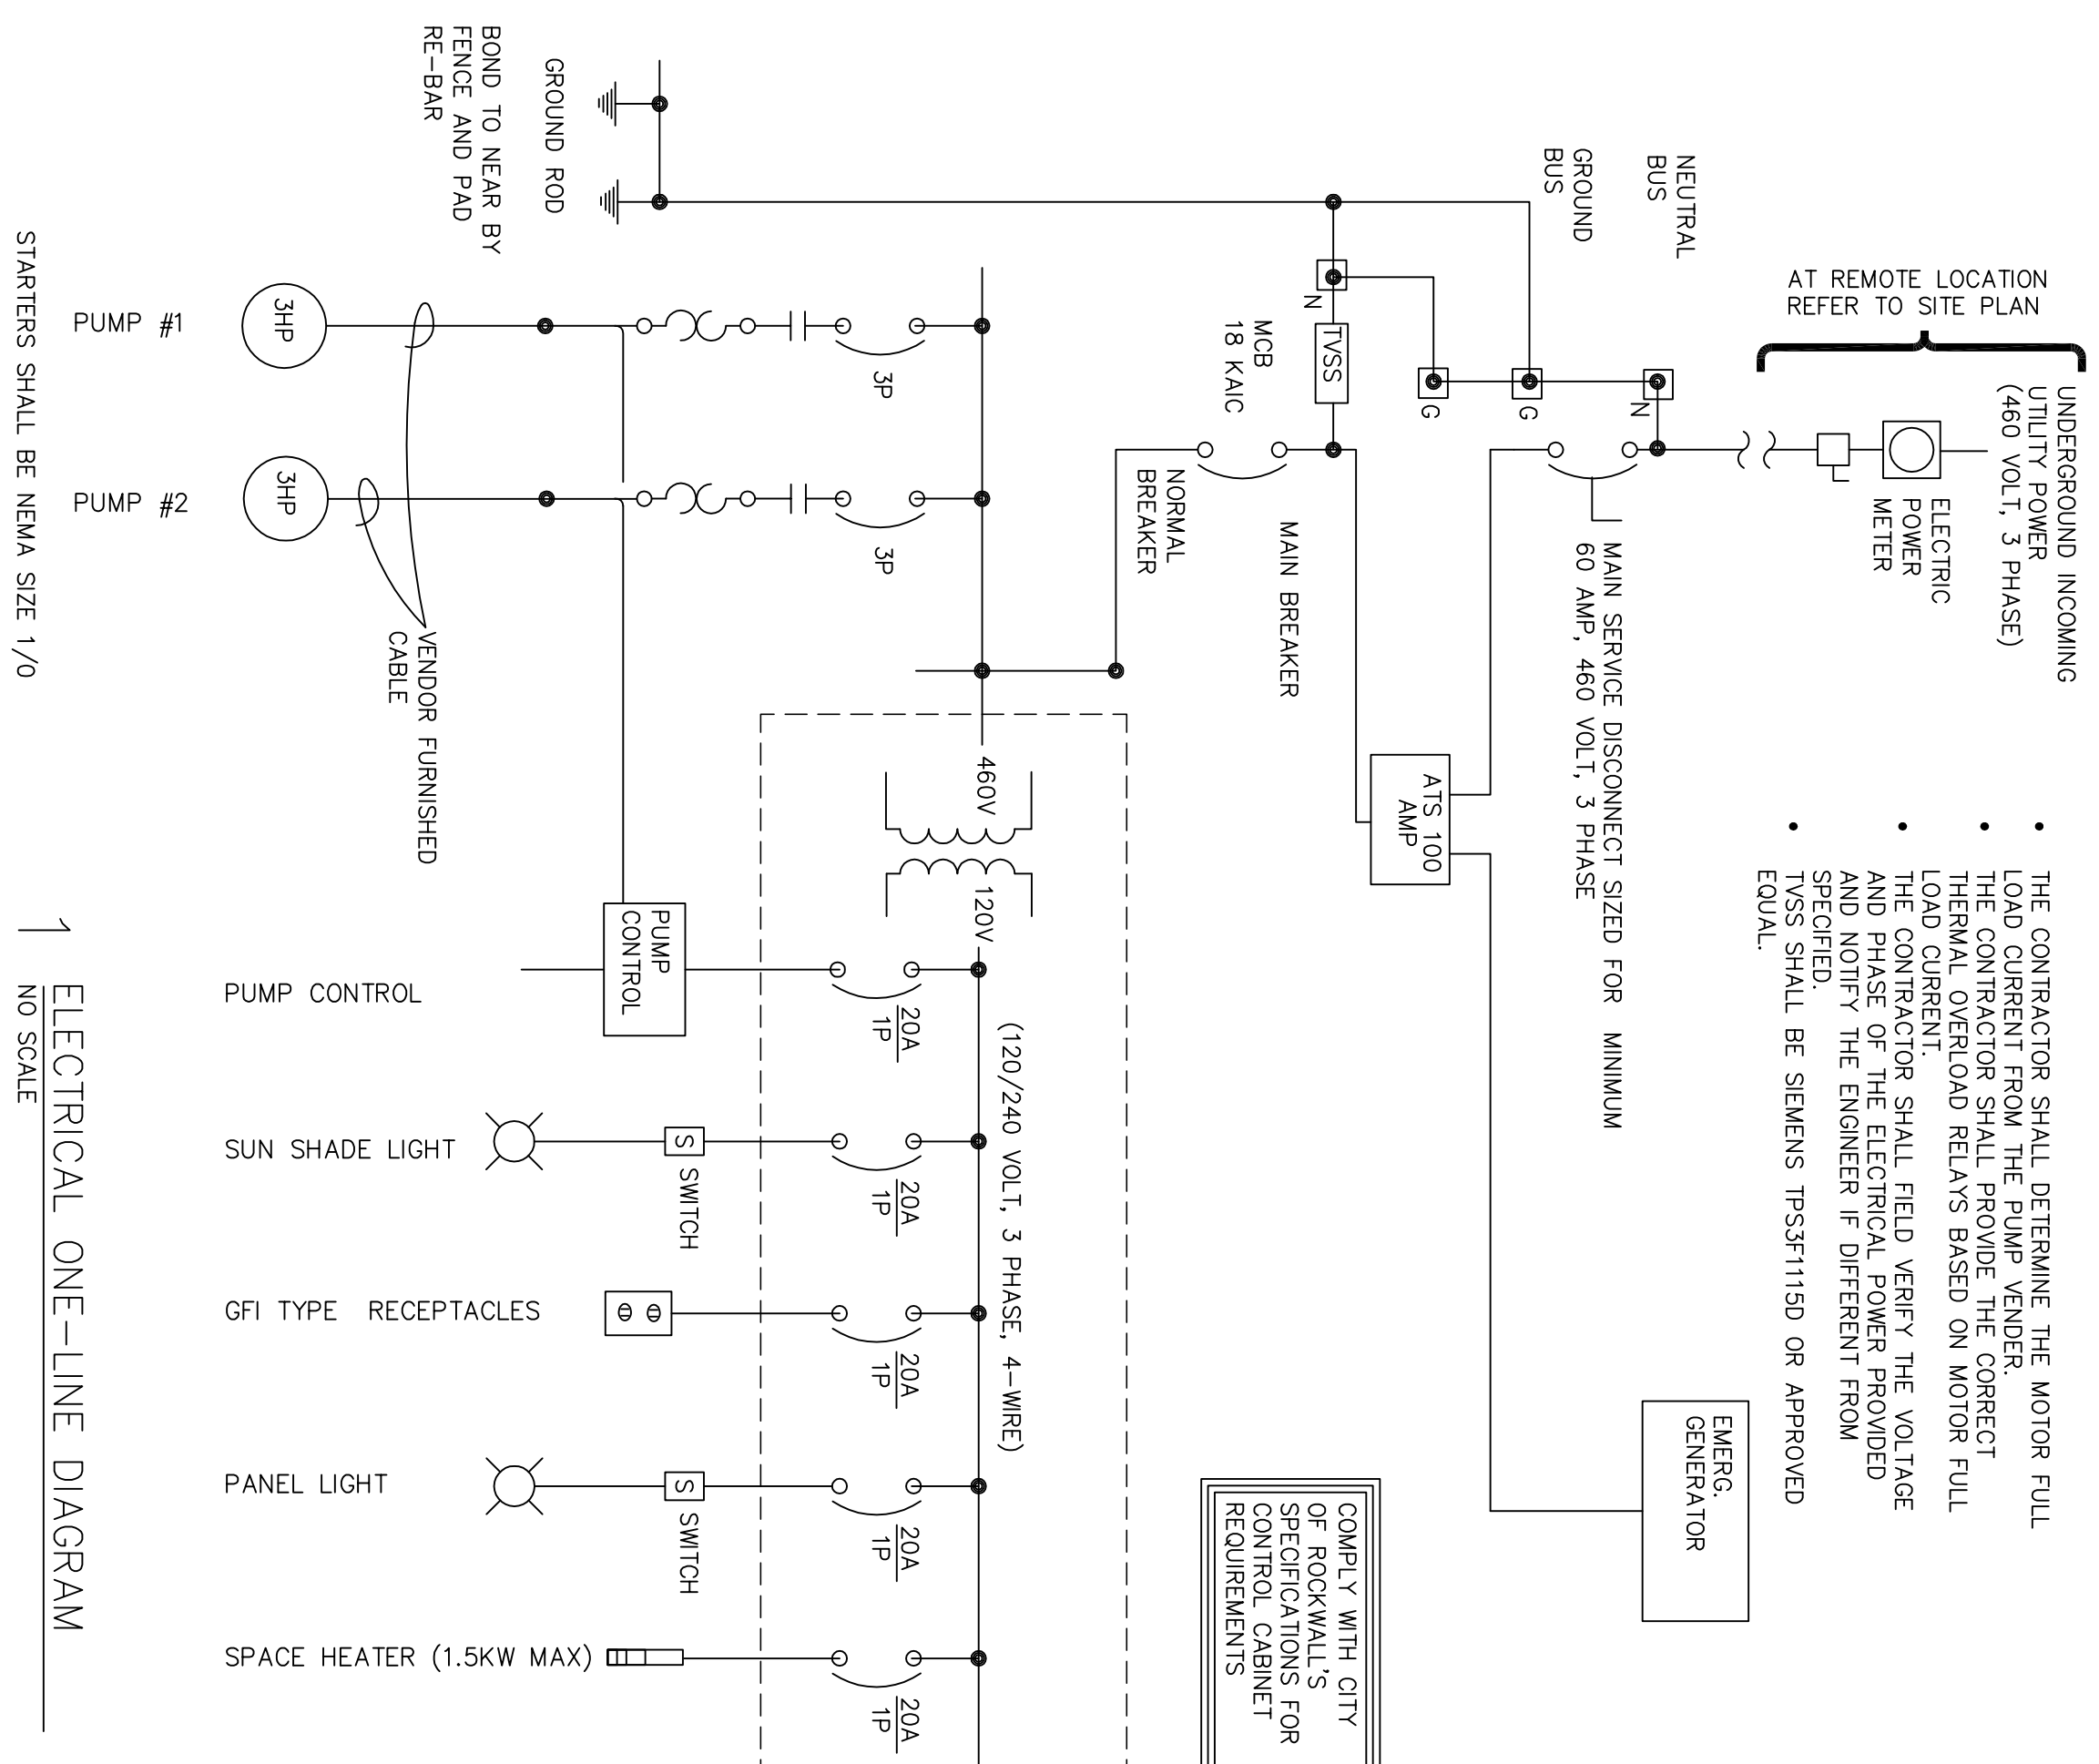 AT REMOTE LOCATION
REFER TO SITE PLAN
UNDERGROUND INCOMING
UTILITY POWER
(460 VOLT, 3 PHASE)
ELECTRIC
POWER
METER
NEUTRAL
BUS
GROUND
BUS
N
G
G
N
TVSS
MAIN SERVICE DISCONNECT SIZED FOR MINIMUM
60 AMP, 460 VOLT, 3 PHASE
• THE CONTRACTOR SHALL DETERMINE THE MOTOR FULL
LOAD CURRENT FROM THE PUMP VENDER.
• THE CONTRACTOR SHALL PROVIDE THE CORRECT
THERMAL OVERLOAD RELAYS BASED ON MOTOR FULL
LOAD CURRENT.
• THE CONTRACTOR SHALL FIELD VERIFY THE VOLTAGE
AND PHASE OF THE ELECTRICAL POWER PROVIDED
AND NOTIFY THE ENGINEER IF DIFFERENT FROM
SPECIFIED.
• TVSS SHALL BE SIEMENS TPS3F1115D OR APPROVED
EQUAL.
EMERG.
GENERATOR
ATS 100
AMP
MAIN BREAKER
MCB
18 KAIC
NORMAL
BREAKER
COMPLY WITH CITY
OF ROCKWALL'S
SPECIFICATIONS FOR
CONTROL CABINET
REQUIREMENTS
460V
120V
(120/240 VOLT, 3 PHASE, 4-WIRE)
3P
3P
20A
1P
20A
1P
20A
1P
20A
1P
20A
1P
SWITCH
S
SWITCH
S
PUMP
CONTROL
GROUND ROD
BOND TO NEAR BY
FENCE AND PAD
RE-BAR
VENDOR FURNISHED
CABLE
3HP
3HP
PUMP #1
PUMP #2
PUMP CONTROL
SUN SHADE LIGHT
GFI TYPE RECEPTACLES
PANEL LIGHT
SPACE HEATER (1.5KW MAX)
STARTERS SHALL BE NEMA SIZE 1/0
1 ELECTRICAL ONE-LINE DIAGRAM
NO SCALE